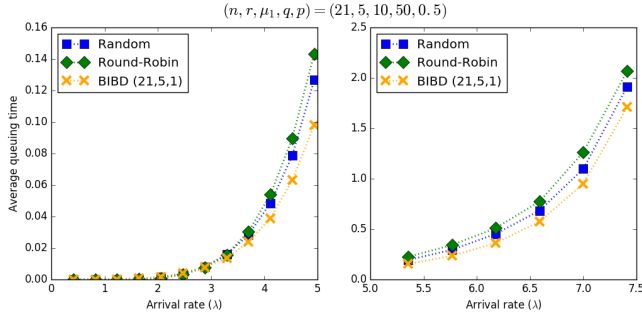 (n, r, μ₁, q, p) = (21, 5, 10, 50, 0.5)
Average queuing time
0.16
0.14
0.12
0.10
0.08
0.06
0.04
0.02
0.00
Random
Round-Robin
BIBD (21,5,1)
0 1 2 3 4 5
Arrival rate (λ)
2.5
2.0
1.5
1.0
0.5
0.0
Random
Round-Robin
BIBD (21,5,1)
5.0 5.5 6.0 6.5 7.0 7.5
Arrival rate (λ)